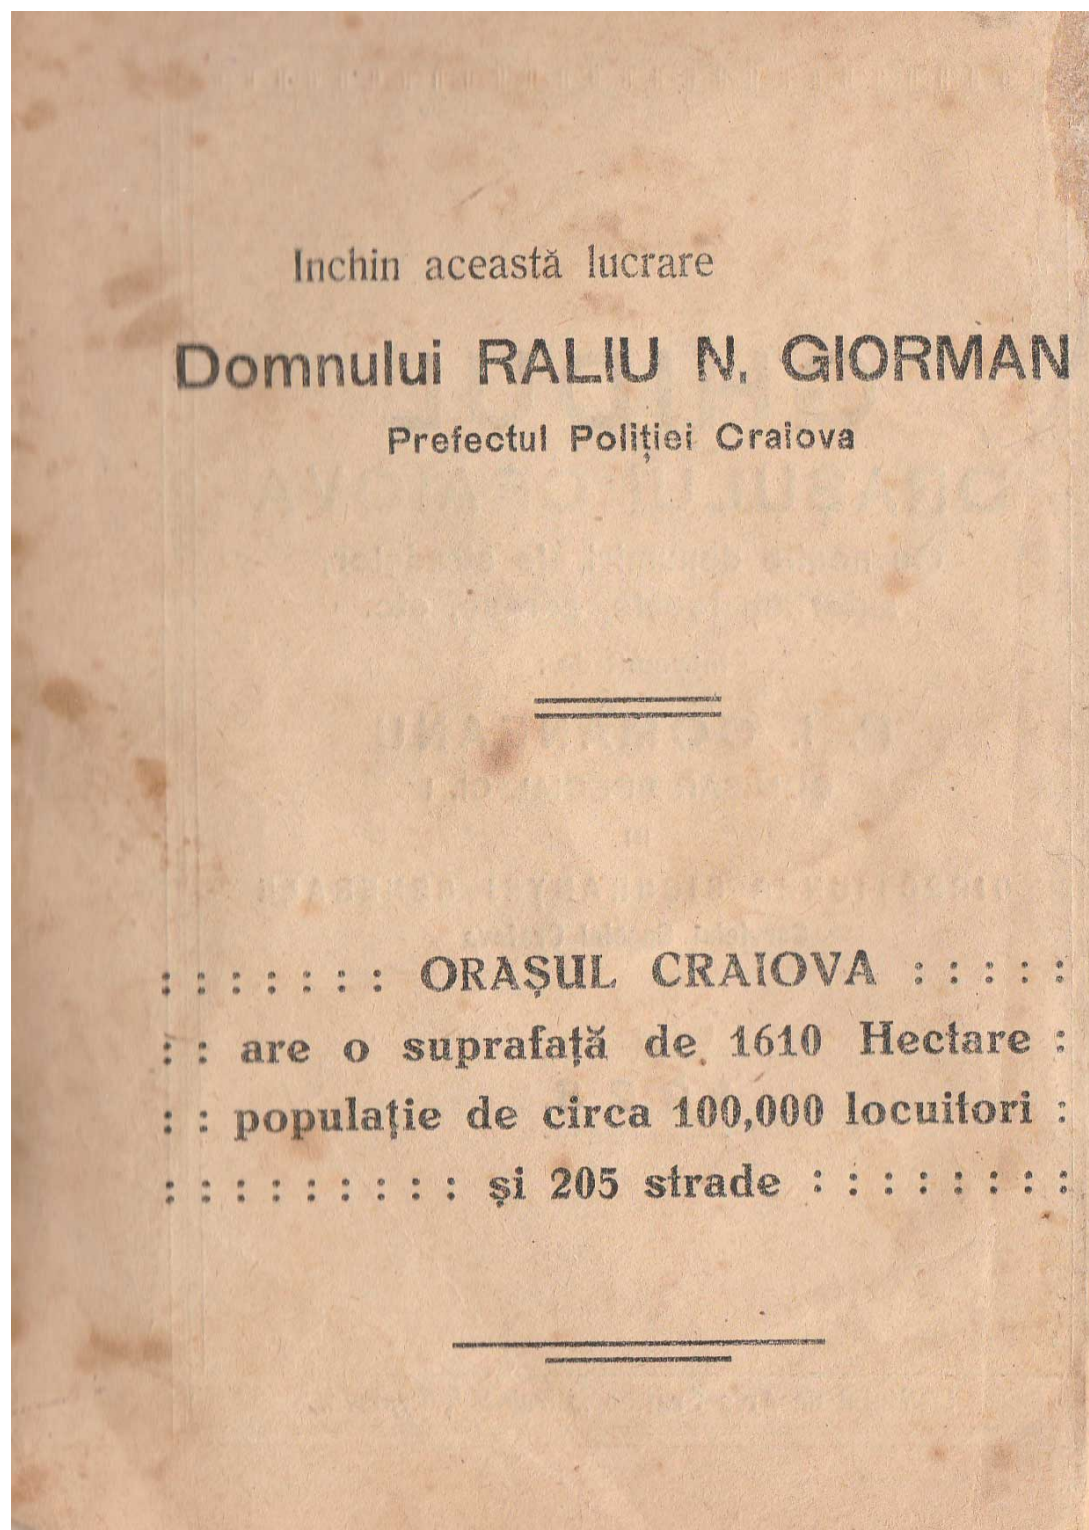 Inchin această lucrare
Domnului RALIU N. GIORMAN
Prefectul Poliției Craiova
: : : : : : : ORAȘUL CRAIOVA : : : : :
: : are o suprafață de 1610 Hectare :
: : populație de circa 100,000 locuitori :
: : : : : : : : : și 205 strade : : : : : : : :